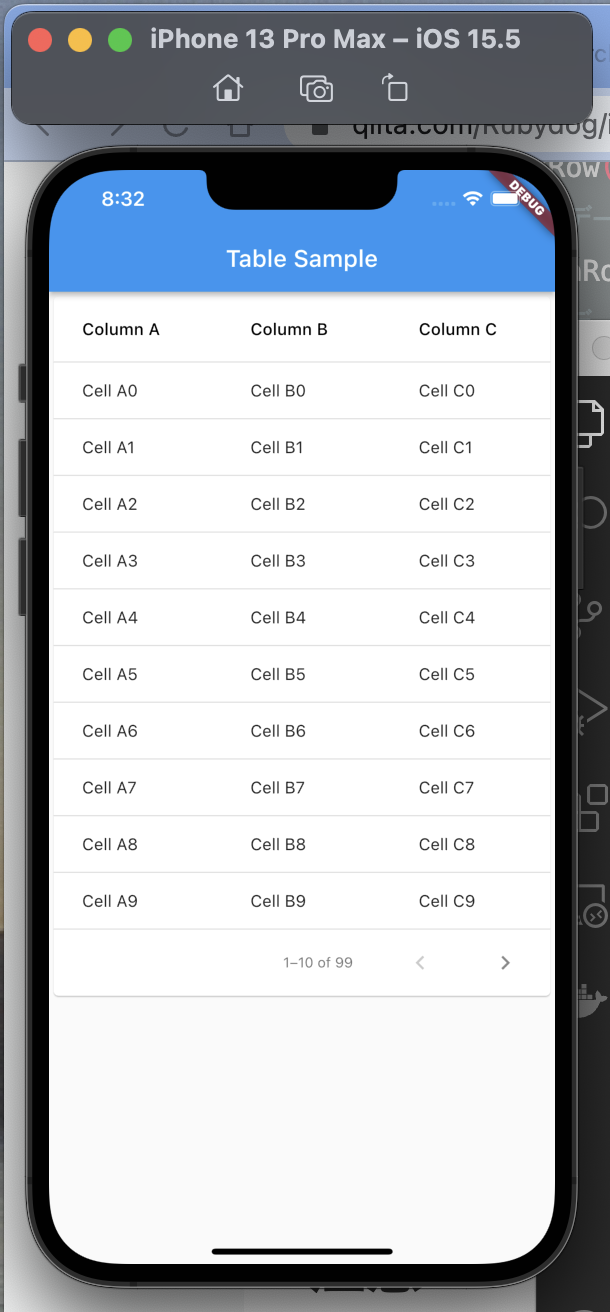 iPhone 13 Pro Max – iOS 15.5
qiita.com/Rubydog/i
Row
8:32
DEBUG
Table Sample
Column A Column B Column C
Cell A0 Cell B0 Cell C0
Cell A1 Cell B1 Cell C1
Cell A2 Cell B2 Cell C2
Cell A3 Cell B3 Cell C3
Cell A4 Cell B4 Cell C4
Cell A5 Cell B5 Cell C5
Cell A6 Cell B6 Cell C6
Cell A7 Cell B7 Cell C7
Cell A8 Cell B8 Cell C8
Cell A9 Cell B9 Cell C9
1–10 of 99